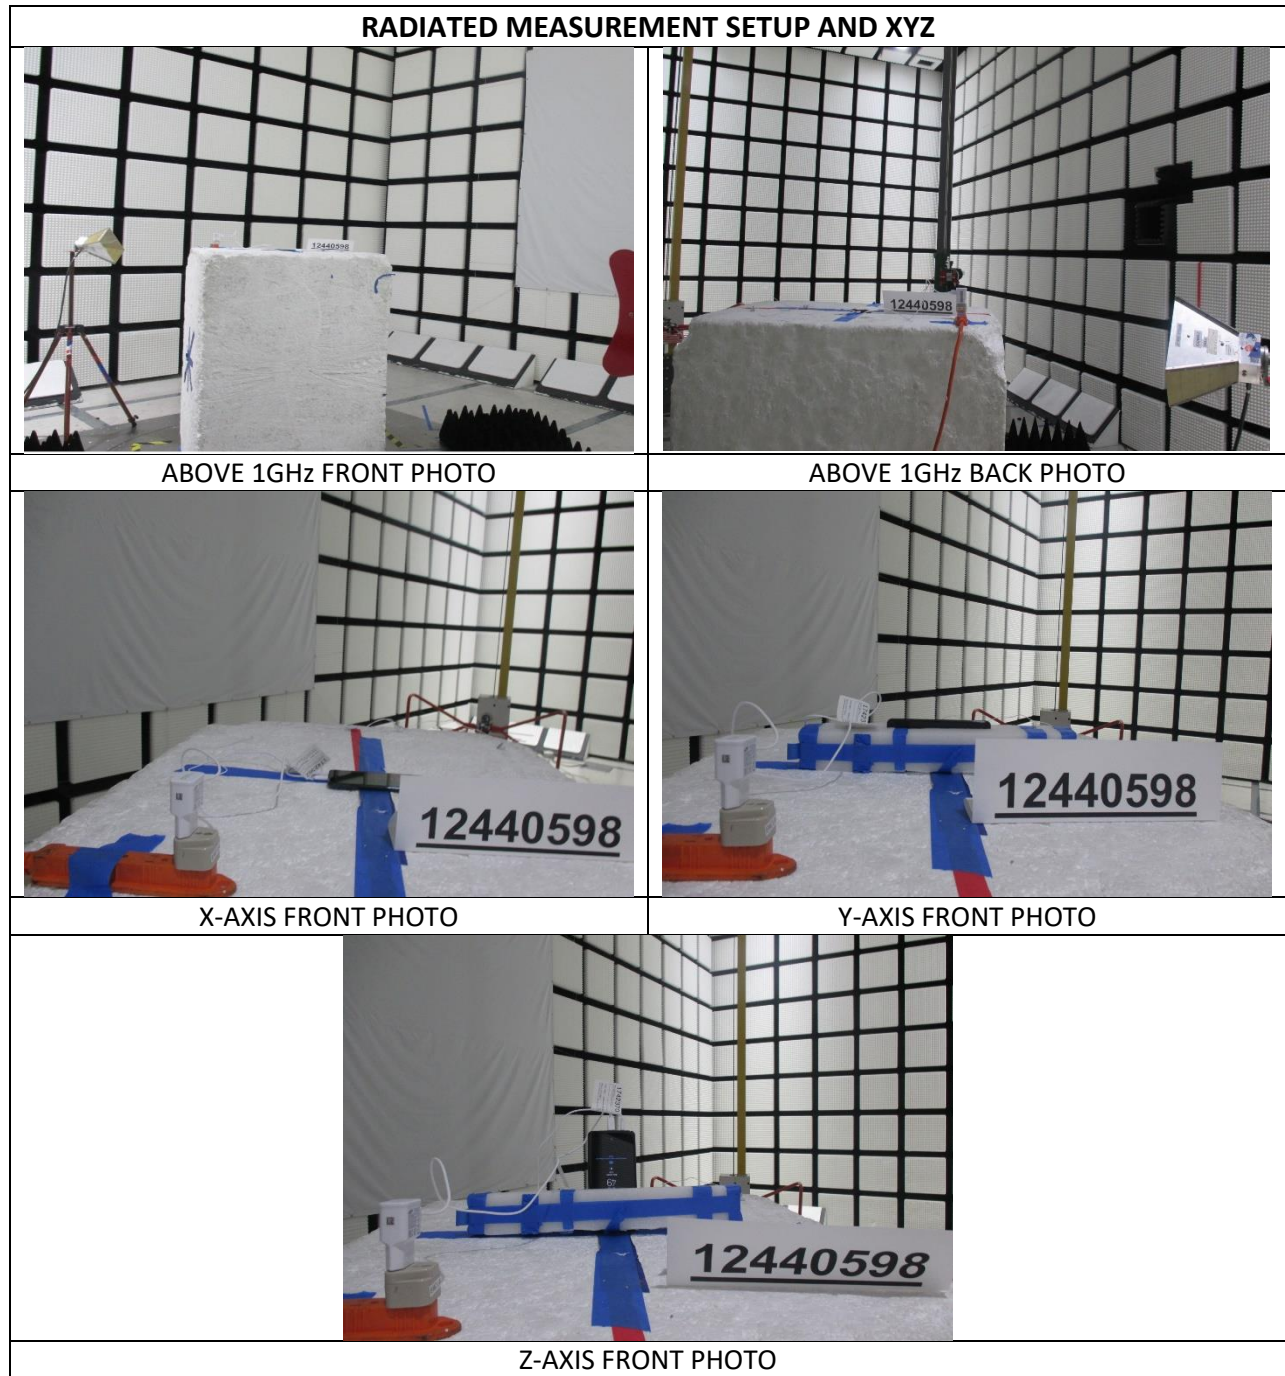 RADIATED MEASUREMENT SETUP AND XYZ
12440598
12440598
ABOVE 1GHz FRONT PHOTO
ABOVE 1GHz BACK PHOTO
12440598
12440598
X-AXIS FRONT PHOTO
Y-AXIS FRONT PHOTO
12440598
Z-AXIS FRONT PHOTO